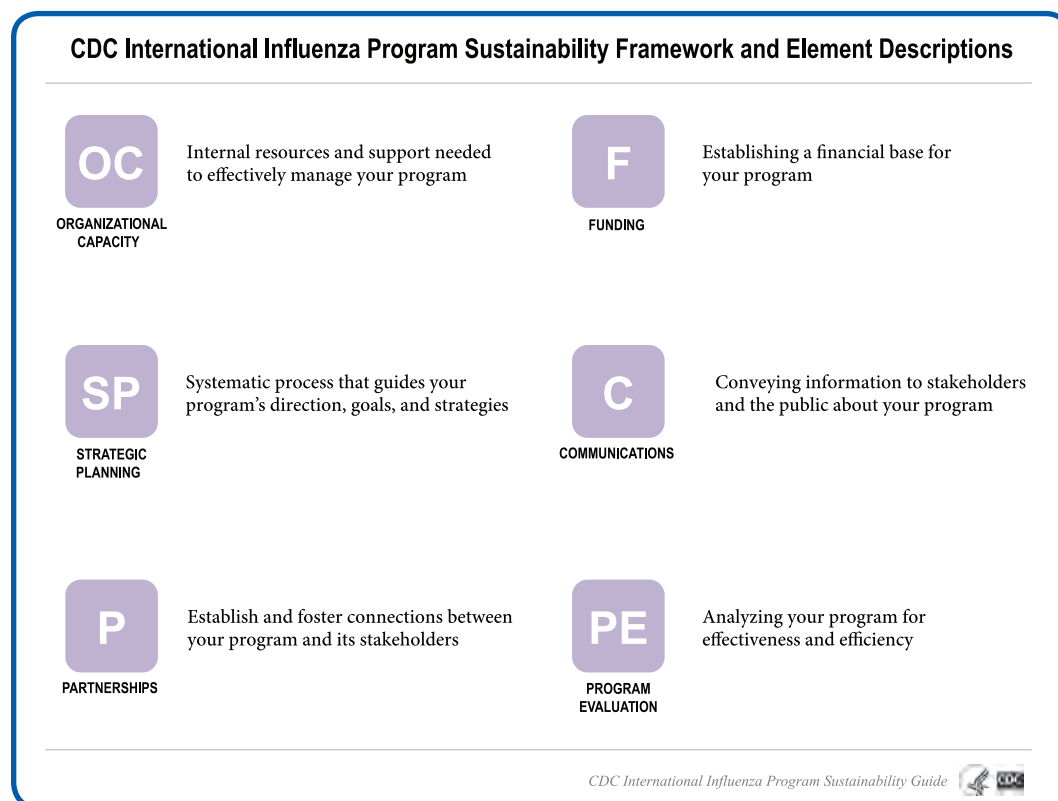 CDC International Influenza Program Sustainability Framework and Element Descriptions
OC
ORGANIZATIONAL
CAPACITY
Internal resources and support needed
to effectively manage your program
F
FUNDING
Establishing a financial base for
your program
SP
STRATEGIC
PLANNING
Systematic process that guides your
program’s direction, goals, and strategies
C
COMMUNICATIONS
Conveying information to stakeholders
and the public about your program
P
PARTNERSHIPS
Establish and foster connections between
your program and its stakeholders
PE
PROGRAM
EVALUATION
Analyzing your program for
effectiveness and efficiency
CDC International Influenza Program Sustainability Guide
CDC